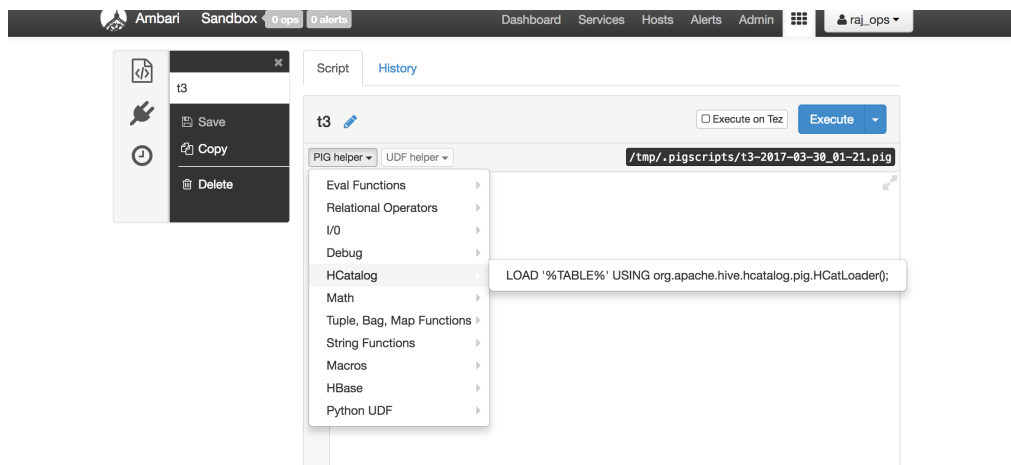 Ambari Sandbox 0 ops 0 alerts Dashboard Services Hosts Alerts Admin raj_ops
t3
Save
Copy
Delete
Script History
t3 Execute on Tez Execute
PIG helper UDF helper /tmp/.pigscripts/t3-2017-03-30_01-21.pig
Eval Functions
Relational Operators
I/0
Debug
HCatalog LOAD '%TABLE%' USING org.apache.hive.hcatalog.pig.HCatLoader();
Math
Tuple, Bag, Map Functions
String Functions
Macros
HBase
Python UDF